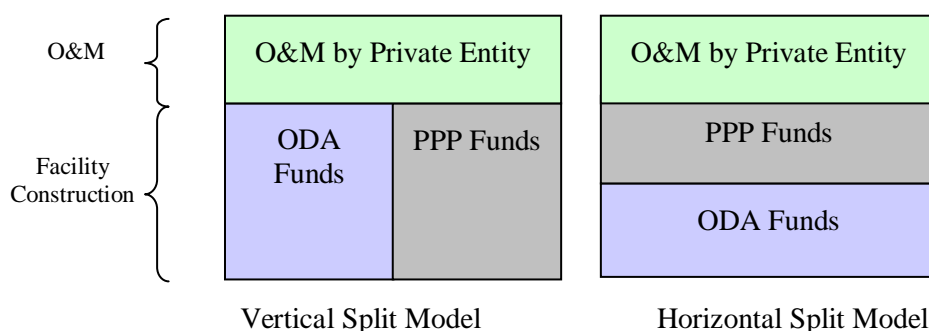 O&M
O&M by Private Entity
O&M by Private Entity
Facility
Construction
ODA
Funds
PPP Funds
PPP Funds
ODA Funds
Vertical Split Model
Horizontal Split Model